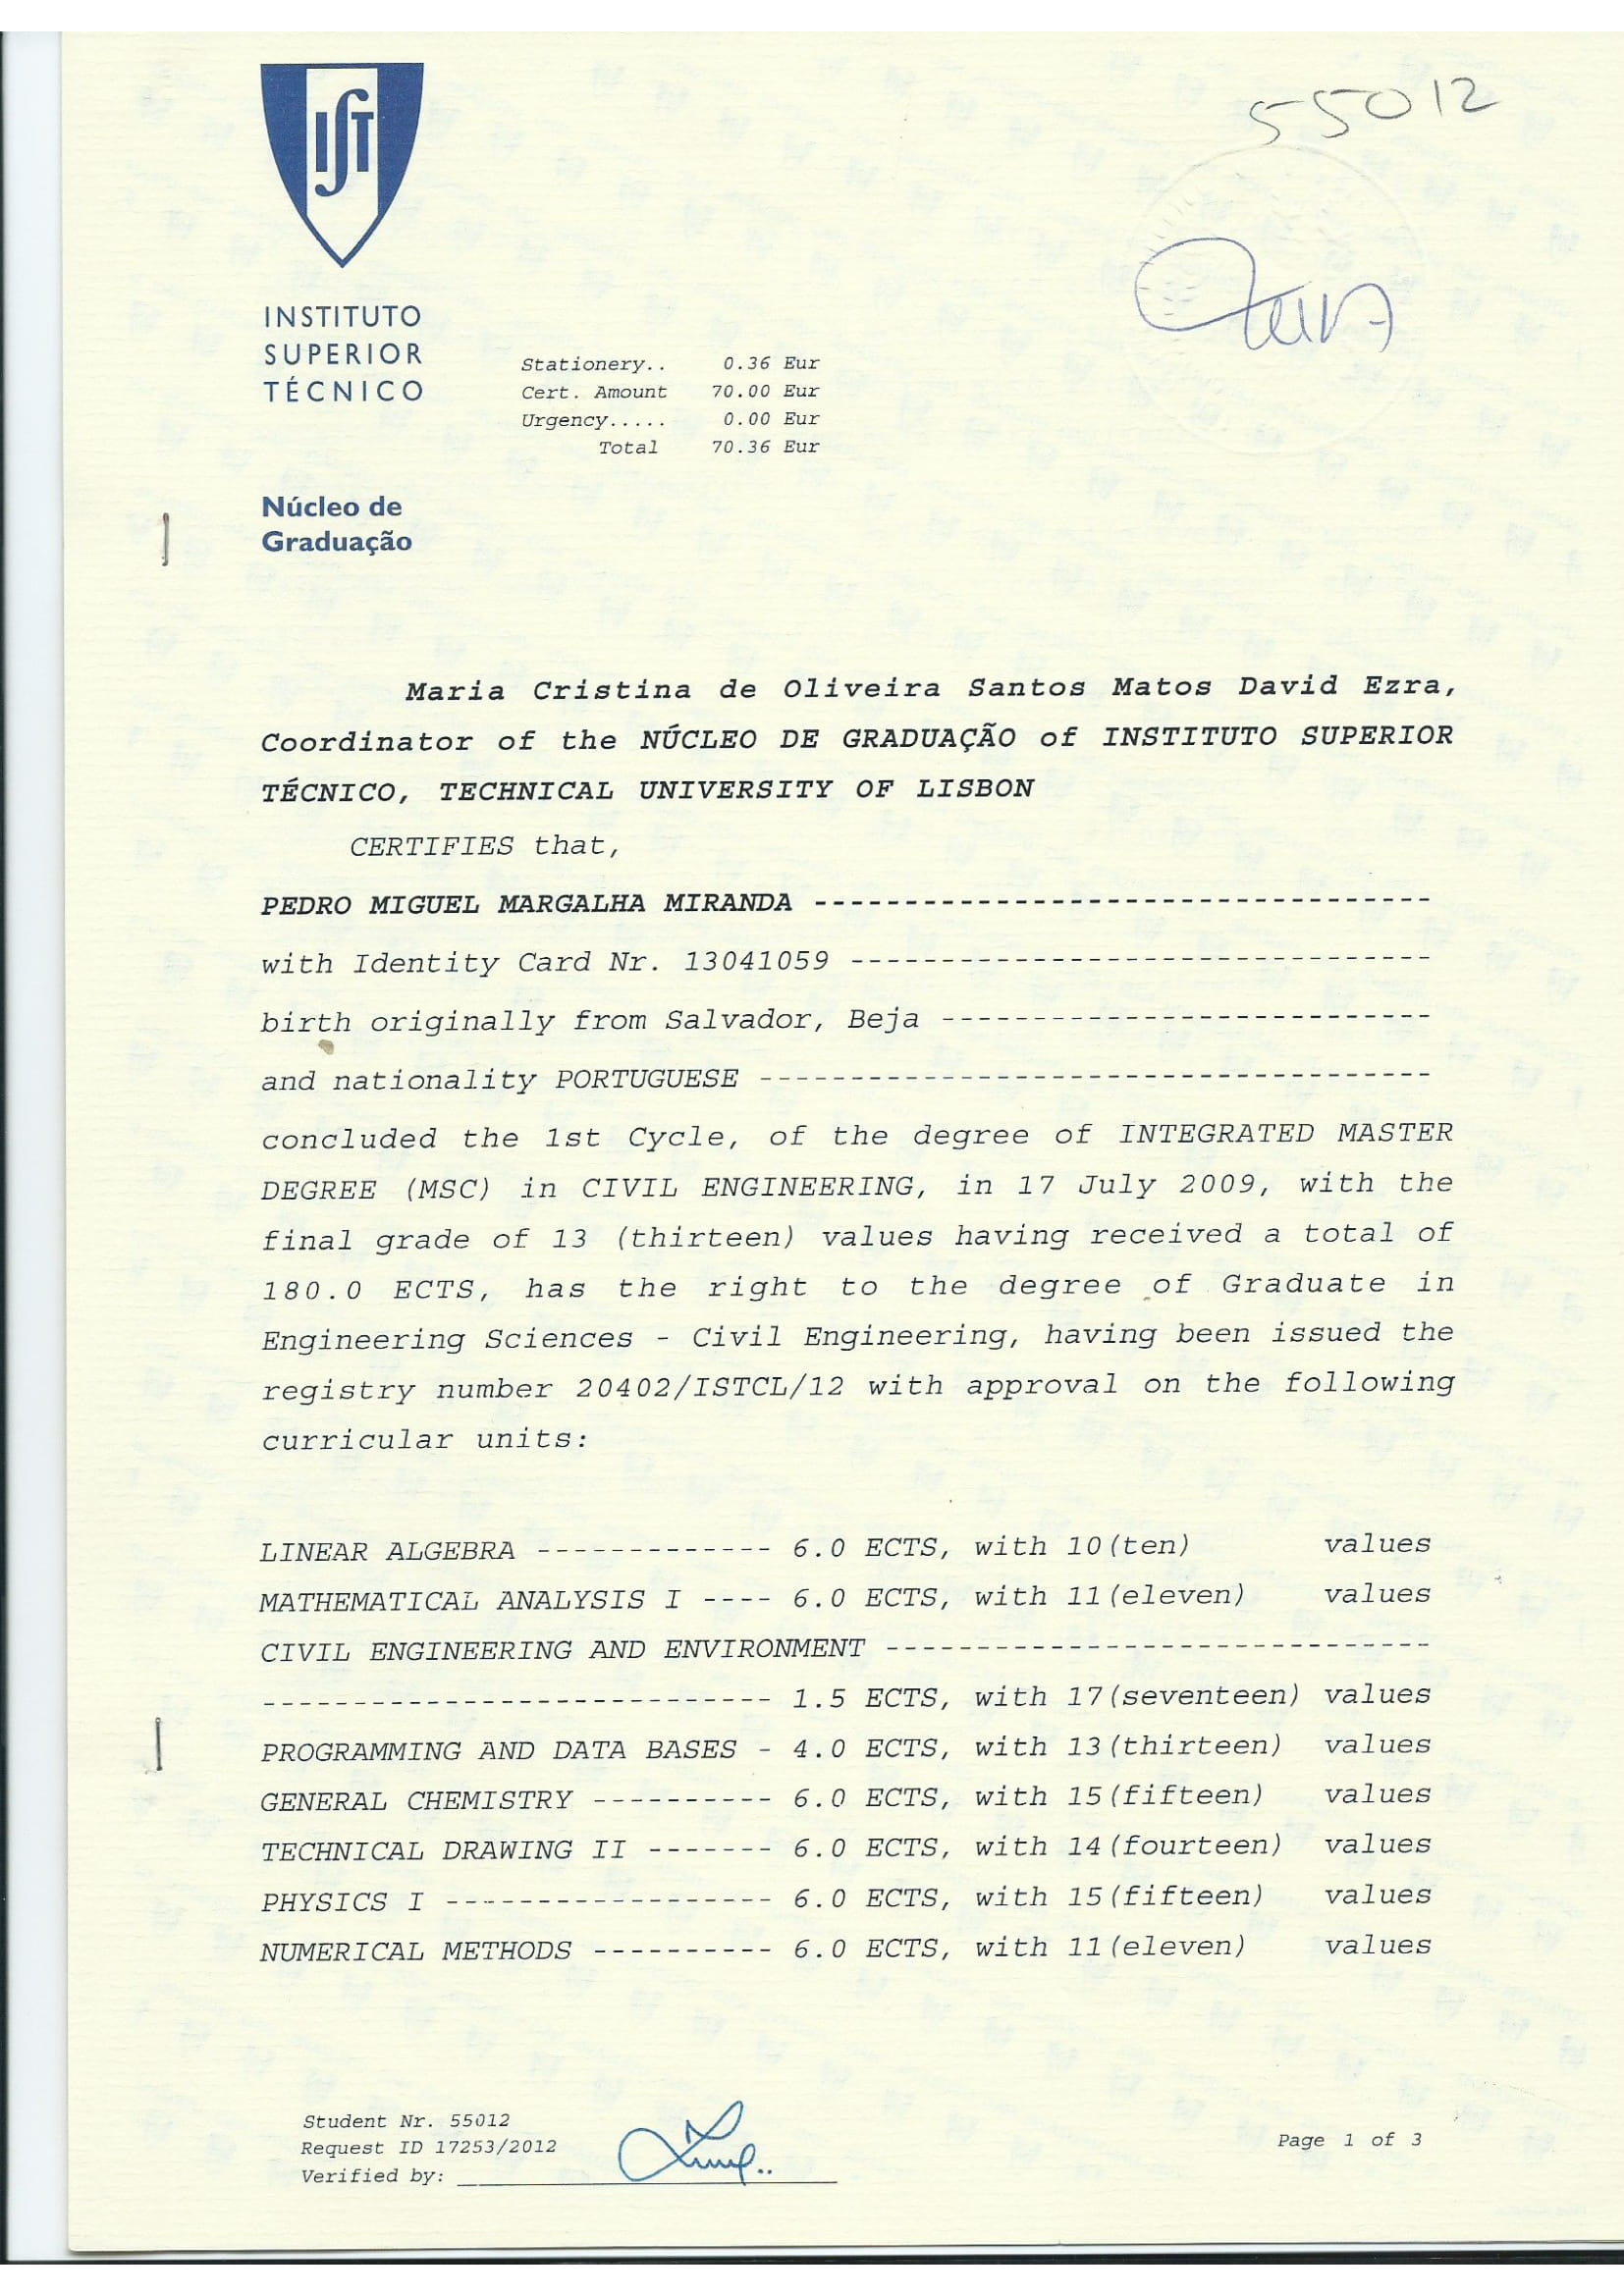 55012
IST
INSTITUTO
SUPERIOR
TÉCNICO
Stationery.. 0.36 Eur
Cert. Amount 70.00 Eur
Urgency..... 0.00 Eur
Total 70.36 Eur
Núcleo de
Graduação
Maria Cristina de Oliveira Santos Matos David Ezra,
Coordinator of the NÚCLEO DE GRADUAÇÃO of INSTITUTO SUPERIOR
TÉCNICO, TECHNICAL UNIVERSITY OF LISBON
CERTIFIES that,
PEDRO MIGUEL MARGALHA MIRANDA ----------------------------------
with Identity Card Nr. 13041059 --------------------------------
birth originally from Salvador, Beja ---------------------------
and nationality PORTUGUESE -------------------------------------
concluded the 1st Cycle, of the degree of INTEGRATED MASTER
DEGREE (MSC) in CIVIL ENGINEERING, in 17 July 2009, with the
final grade of 13 (thirteen) values having received a total of
180.0 ECTS, has the right to the degree of Graduate in
Engineering Sciences - Civil Engineering, having been issued the
registry number 20402/ISTCL/12 with approval on the following
curricular units:
LINEAR ALGEBRA ------------- 6.0 ECTS, with 10(ten) values
MATHEMATICAL ANALYSIS I ---- 6.0 ECTS, with 11(eleven) values
CIVIL ENGINEERING AND ENVIRONMENT ------------------------------
---------------------------- 1.5 ECTS, with 17(seventeen) values
PROGRAMMING AND DATA BASES - 4.0 ECTS, with 13(thirteen) values
GENERAL CHEMISTRY ---------- 6.0 ECTS, with 15(fifteen) values
TECHNICAL DRAWING II ------- 6.0 ECTS, with 14(fourteen) values
PHYSICS I ------------------ 6.0 ECTS, with 15(fifteen) values
NUMERICAL METHODS ---------- 6.0 ECTS, with 11(eleven) values
Student Nr. 55012
Request ID 17253/2012
Verified by:
Page 1 of 3